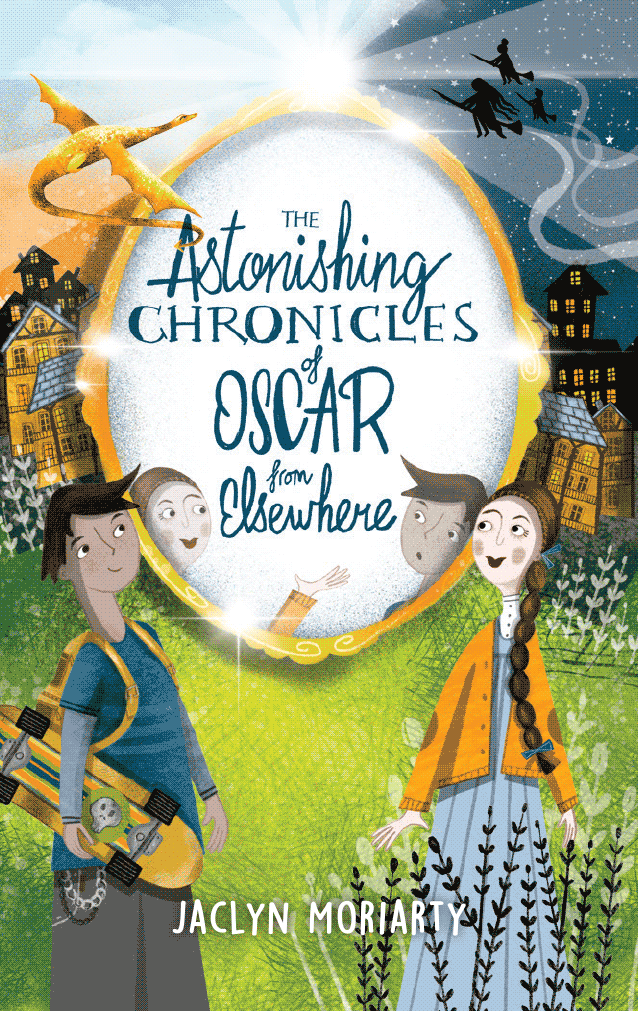 THE
Astonishing
CHRONICLES
of
OSCAR
from
Elsewhere
JACLYN MORIARTY